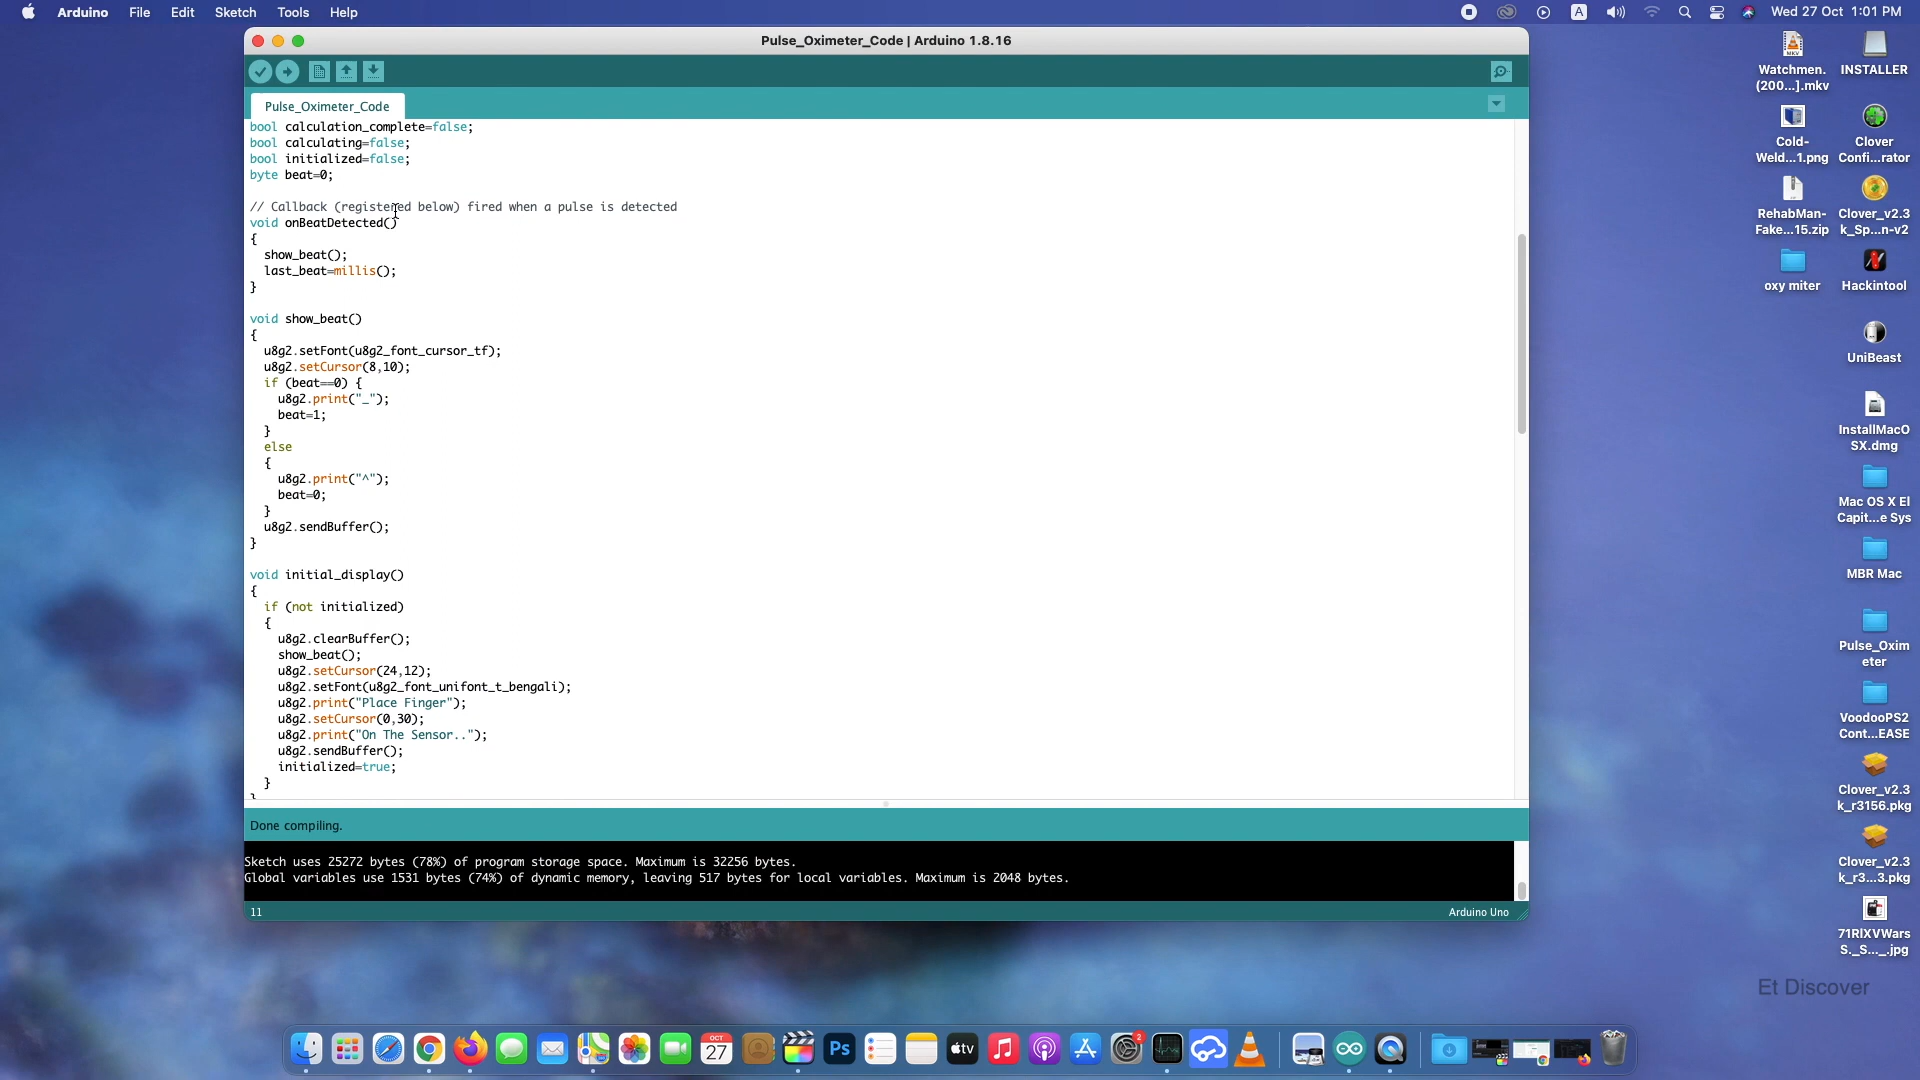 Arduino File Edit Sketch Tools Help
A
Wed 27 Oct 1:01 PM
Pulse_Oximeter_Code | Arduino 1.8.16
Pulse_Oximeter_Code
bool calculation_complete=false;
bool calculating=false;
bool initialized=false;
byte beat=0;
// Callback (registered below) fired when a pulse is detected
void onBeatDetected()
{
show_beat();
last_beat=millis();
}
void show_beat()
{
u8g2.setFont(u8g2_font_cursor_tf);
u8g2.setCursor(8,10);
if (beat==0) {
u8g2.print("_");
beat=1;
}
else
{
u8g2.print("^");
beat=0;
}
u8g2.sendBuffer();
}
void initial_display()
{
if (not initialized)
{
u8g2.clearBuffer();
show_beat();
u8g2.setCursor(24,12);
u8g2.setFont(u8g2_font_unifont_t_bengali);
u8g2.print("Place Finger");
u8g2.setCursor(0,30);
u8g2.print("On The Sensor..");
u8g2.sendBuffer();
initialized=true;
}
}
Done compiling.
Sketch uses 25272 bytes (78%) of program storage space. Maximum is 32256 bytes.
Global variables use 1531 bytes (74%) of dynamic memory, leaving 517 bytes for local variables. Maximum is 2048 bytes.
11
Arduino Uno
MKV
Watchmen.
(200...].mkv
INSTALLER
Cold-
Weld...1.png
Clover
Confi...rator
RehabMan-
Fake...15.zip
Clover_v2.3
k_Sp...n-v2
oxy miter
Hackintool
UniBeast
InstallMacO
SX.dmg
Mac OS X El
Capit...e Sys
MBR Mac
Pulse_Oxim
eter
VoodooPS2
Cont...EASE
Clover_v2.3
k_r3156.pkg
Clover_v2.3
k_r3...3.pkg
71RlXVWars
S._S..._.jpg
Et Discover
OCT
27
Ps
tv
2